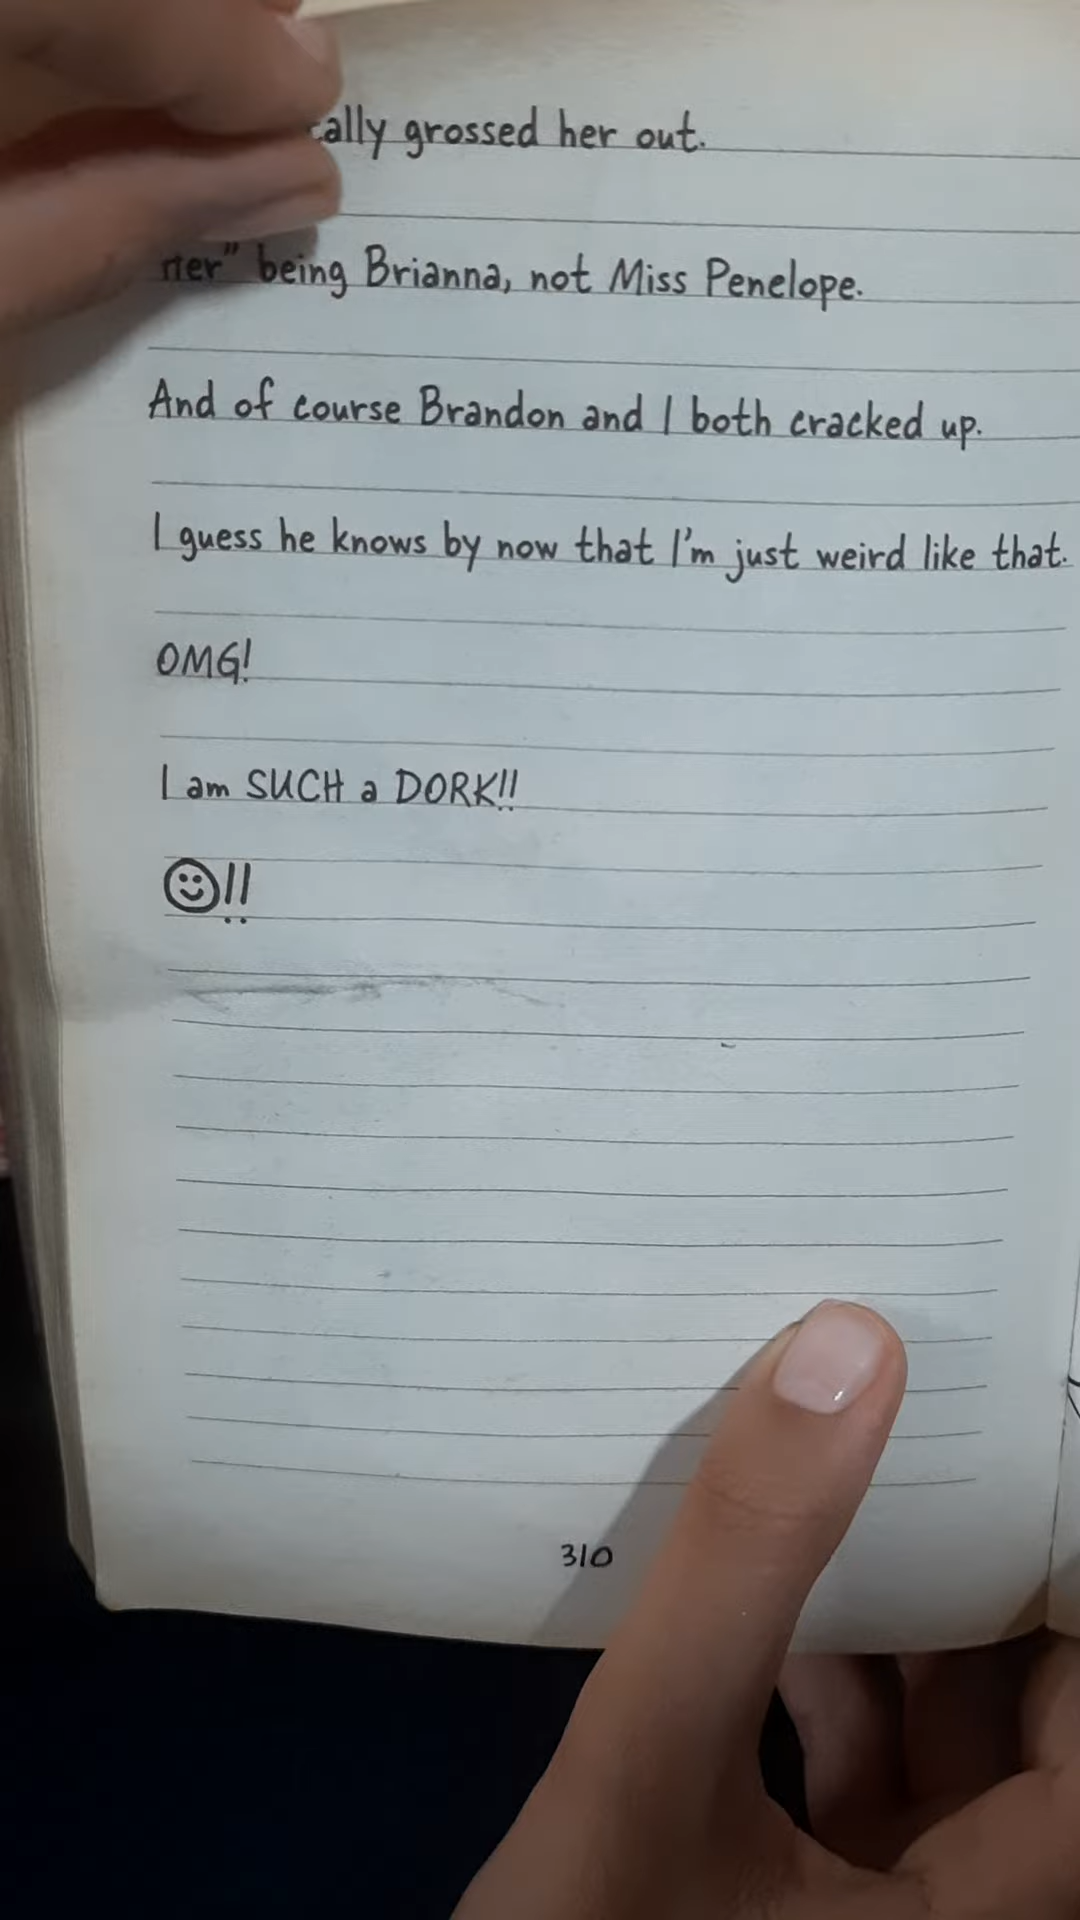 grossed her out.
being Brianna, not Miss Penelope.
And of course Brandon and I both cracked up.
I guess he knows by now that I'm just weird like that.
OMG!
I am SUCH a DORK!!
☺!!
310